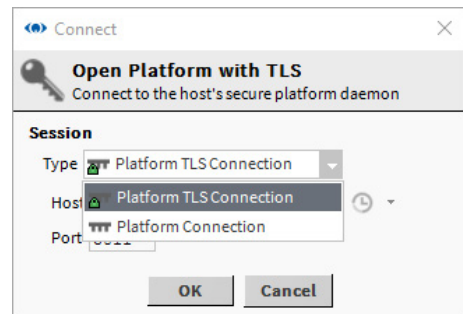 Connect
Open Platform with TLS
Connect to the host's secure platform daemon
Session
Type Platform TLS Connection
Platform TLS Connection
Host
Platform Connection
Port
OK Cancel